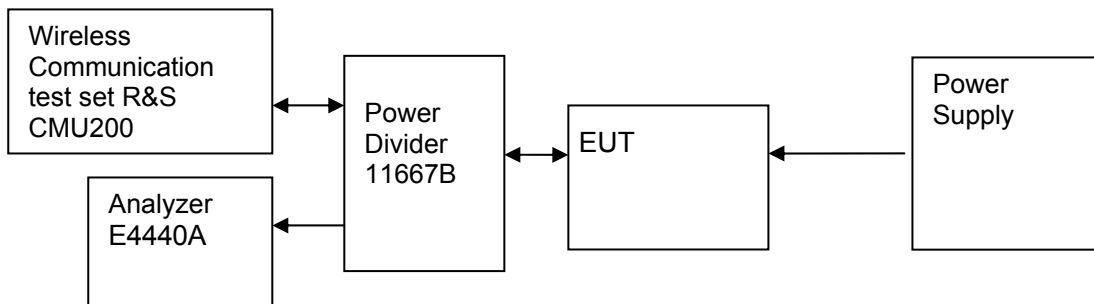 Wireless
Communication
test set R&S
CMU200
Analyzer
E4440A
Power
Divider
11667B
EUT
Power
Supply